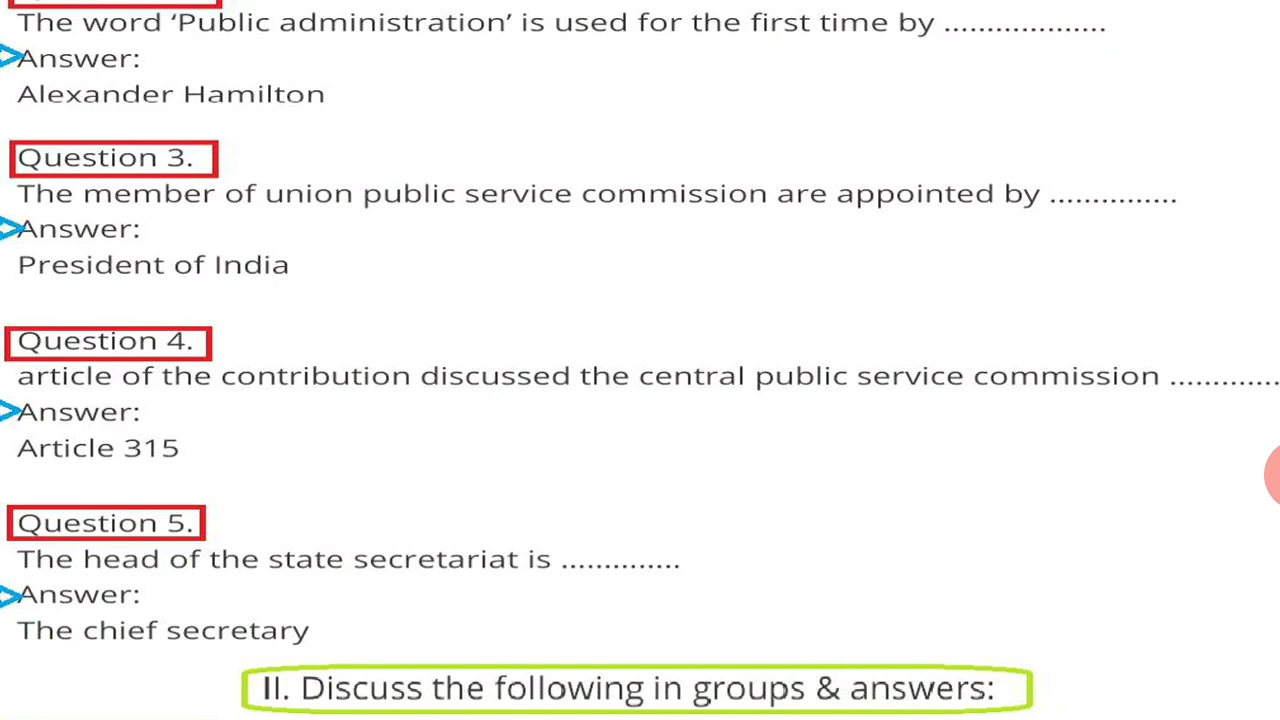 The word ‘Public administration’ is used for the first time by ...................
Answer:
Alexander Hamilton
Question 3.
The member of union public service commission are appointed by ...............
Answer:
President of India
Question 4.
article of the contribution discussed the central public service commission .............
Answer:
Article 315
Question 5.
The head of the state secretariat is ..............
Answer:
The chief secretary
II. Discuss the following in groups & answers: